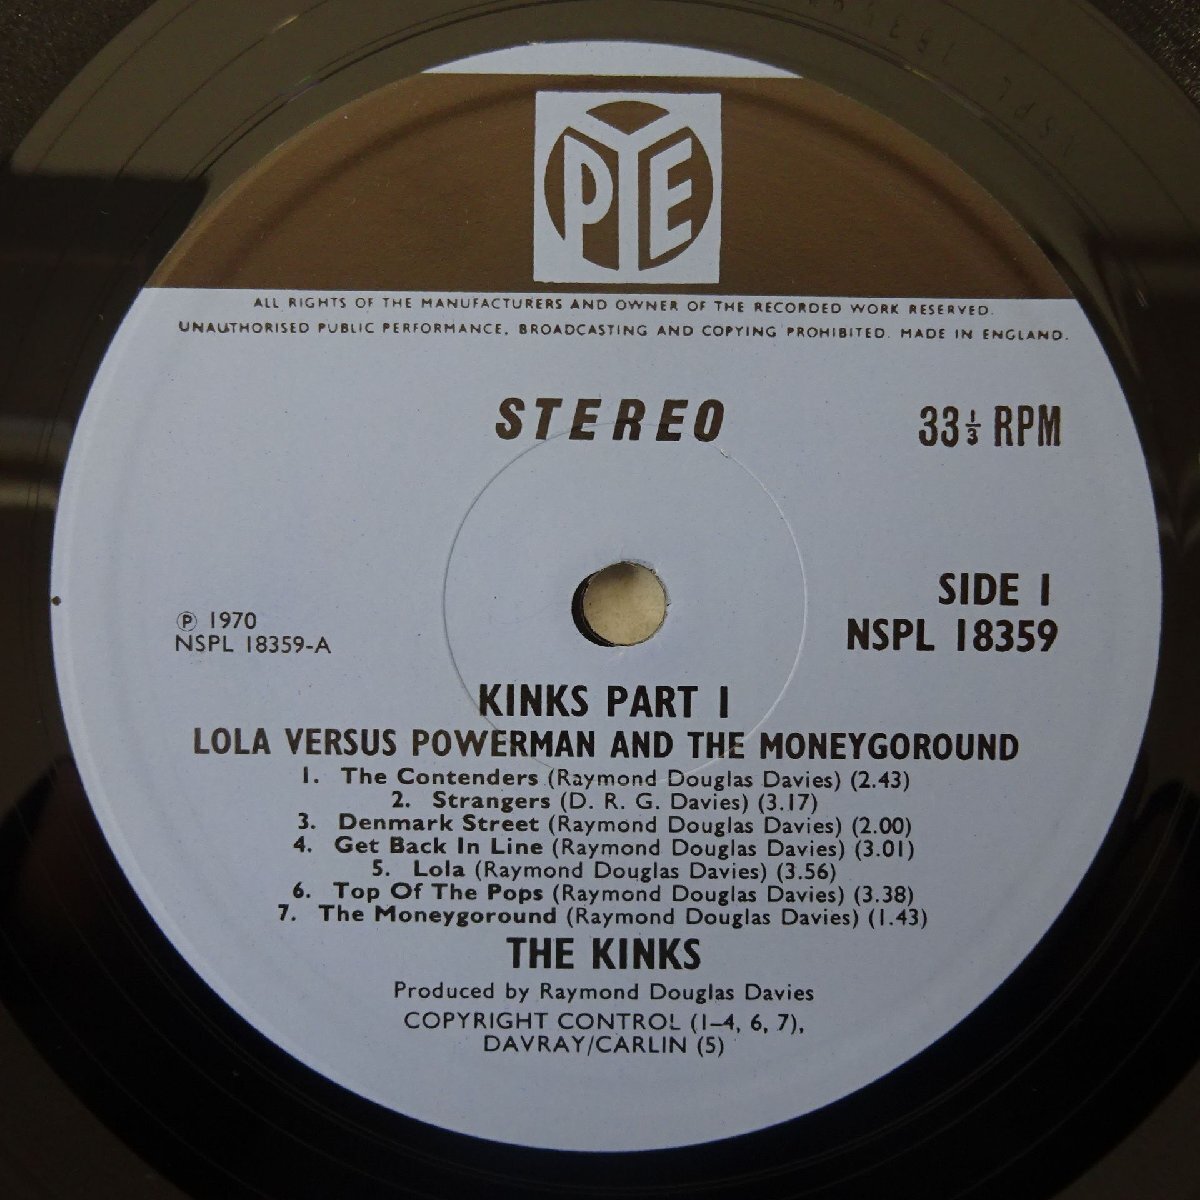 PYE
ALL RIGHTS OF THE MANUFACTURERS AND OWNER OF THE RECORDED WORK RESERVED.
UNAUTHORISED PUBLIC PERFORMANCE, BROADCASTING AND COPYING PROHIBITED. MADE IN ENGLAND.
STEREO
33⅓ RPM
SIDE 1
NSPL 18359
Ⓟ 1970
NSPL 18359-A
KINKS PART 1
LOLA VERSUS POWERMAN AND THE MONEYGOROUND
1. The Contenders (Raymond Douglas Davies) (2.43)
2. Strangers (D. R. G. Davies) (3.17)
3. Denmark Street (Raymond Douglas Davies) (2.00)
4. Get Back In Line (Raymond Douglas Davies) (3.01)
5. Lola (Raymond Douglas Davies) (3.56)
6. Top Of The Pops (Raymond Douglas Davies) (3.38)
7. The Moneygoround (Raymond Douglas Davies) (1.43)
THE KINKS
Produced by Raymond Douglas Davies
COPYRIGHT CONTROL (1–4, 6, 7),
DAVRAY/CARLIN (5)